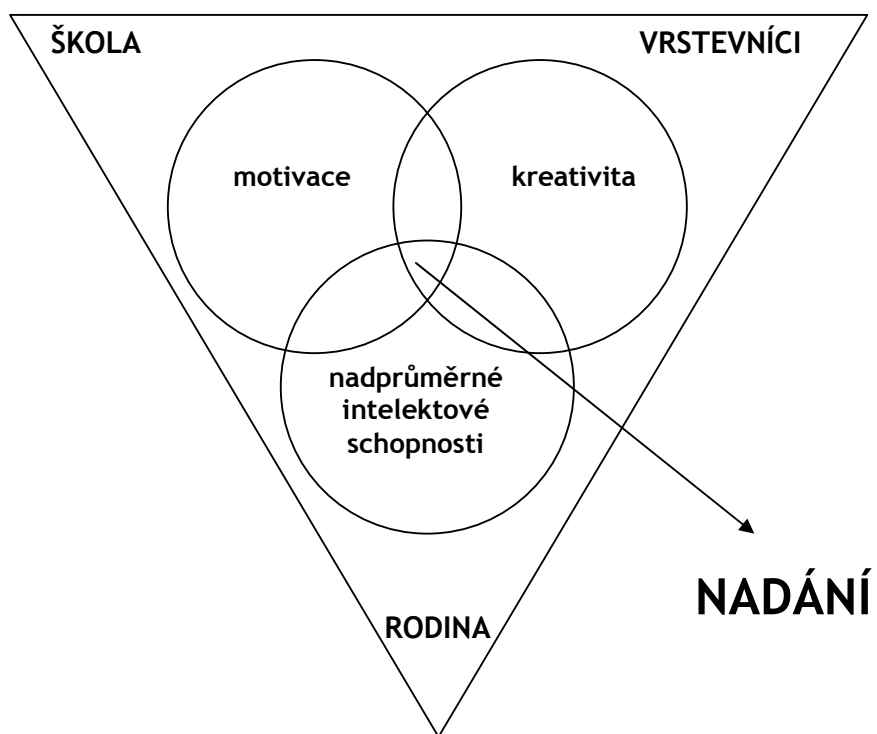 ŠKOLA
VRSTEVNÍCI
motivace
kreativita
nadprůměrné
intelektové
schopnosti
NADÁNÍ
RODINA